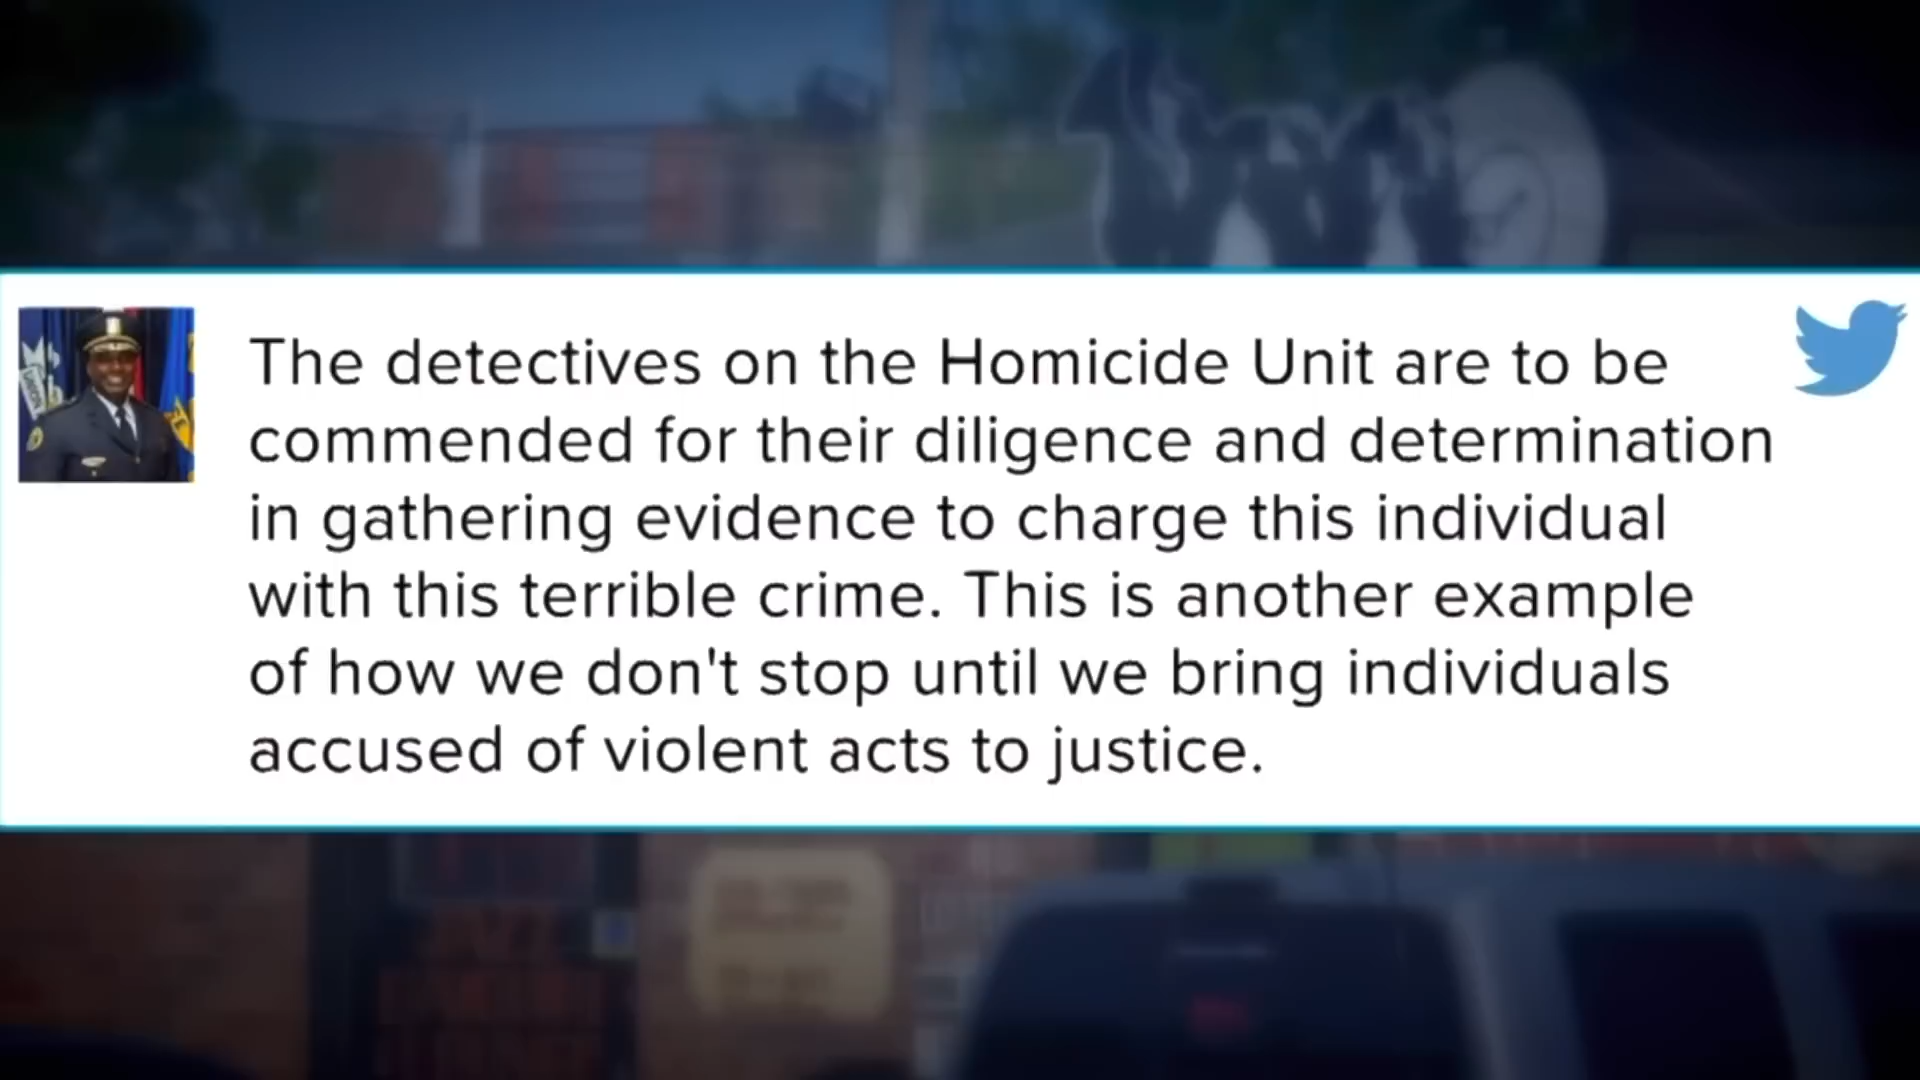 The detectives on the Homicide Unit are to be
commended for their diligence and determination
in gathering evidence to charge this individual
with this terrible crime. This is another example
of how we don't stop until we bring individuals
accused of violent acts to justice.